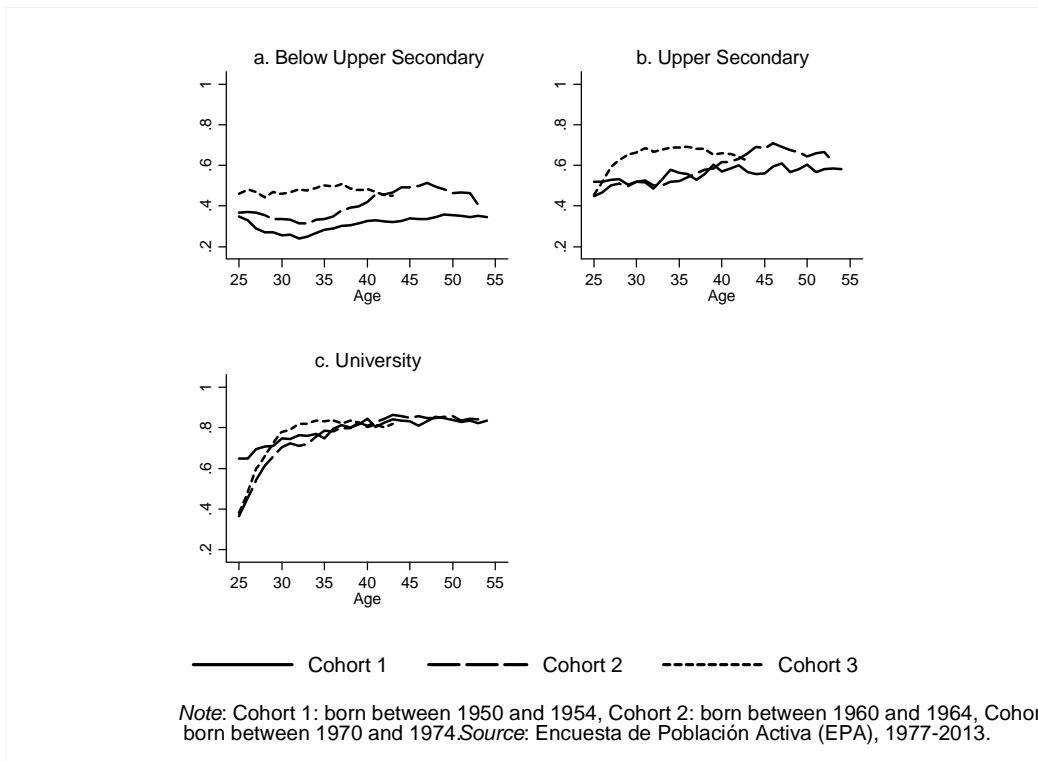 a. Below Upper Secondary
1
.8
.6
.4
.2
25 30 35 40 45 50 55
Age
b. Upper Secondary
1
.8
.6
.4
.2
25 30 35 40 45 50 55
Age
c. University
1
.8
.6
.4
.2
25 30 35 40 45 50 55
Age
Cohort 1 Cohort 2 Cohort 3
Note: Cohort 1: born between 1950 and 1954, Cohort 2: born between 1960 and 1964, Cohor
born between 1970 and 1974.Source: Encuesta de Población Activa (EPA), 1977-2013.